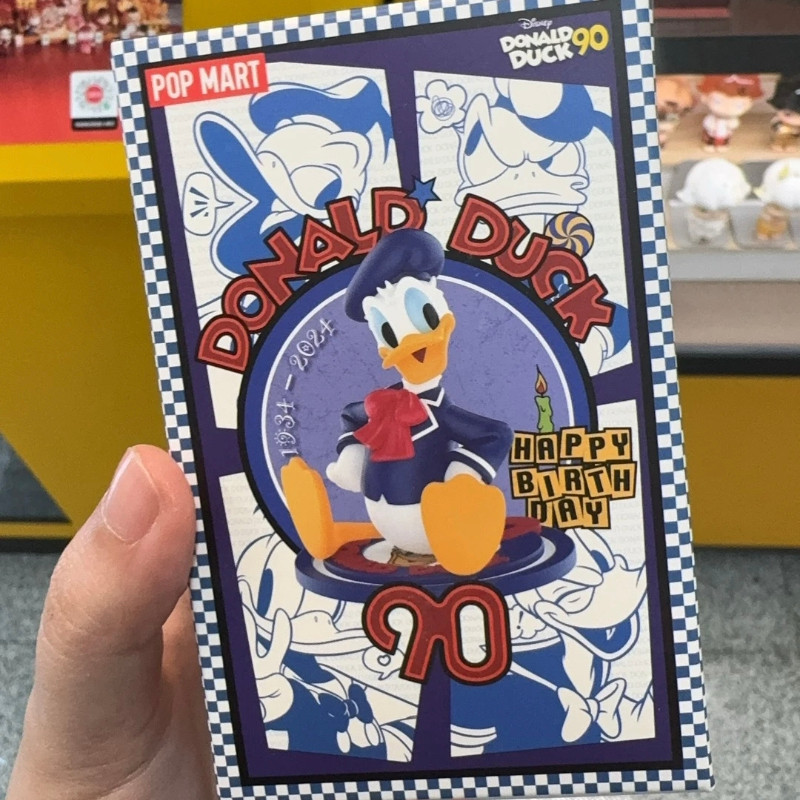 POP MART
Disney
DONALD
DUCK 90
DONALD DUCK
1934 - 2024
HAPPY
BIRTH
DAY
90